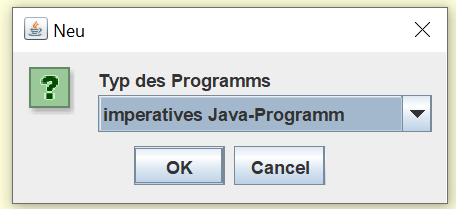 Neu
Typ des Programms
imperatives Java-Programm
OK
Cancel